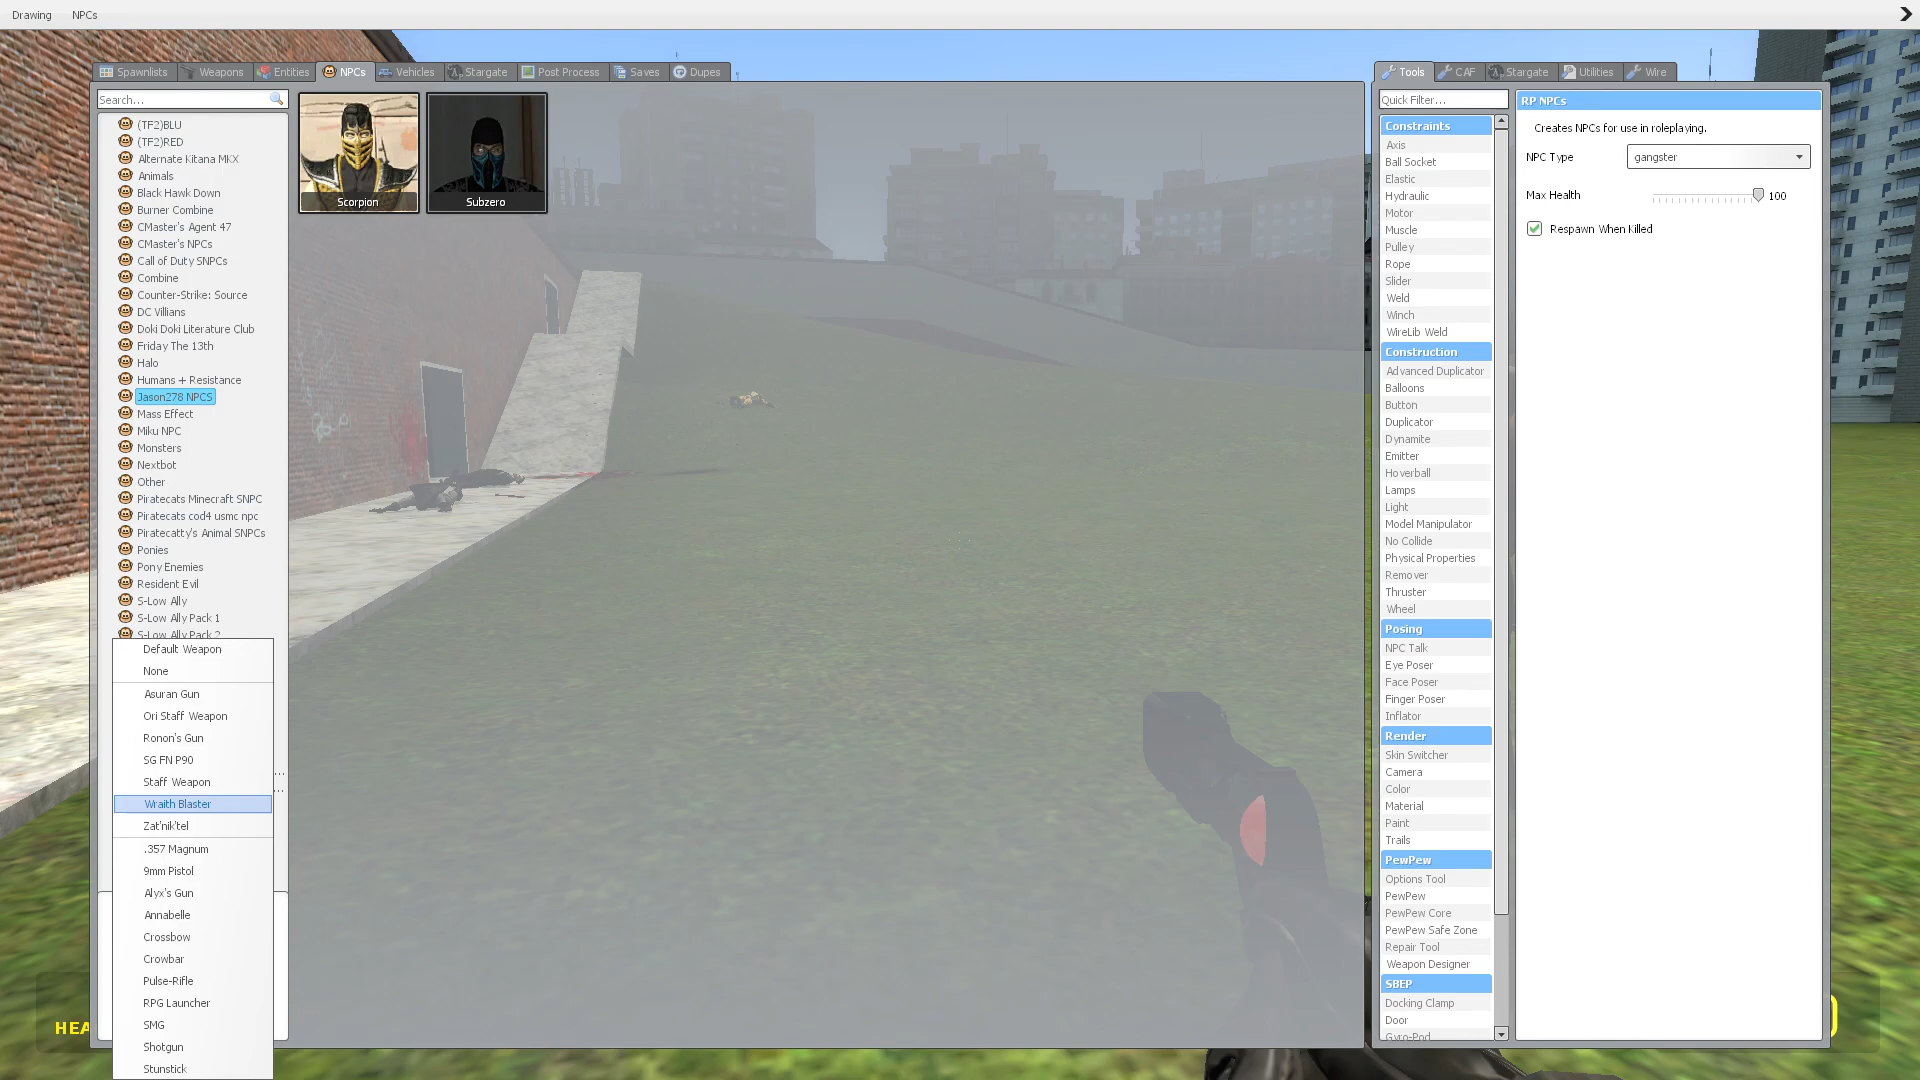 Drawing NPCs
Spawnlists Weapons Entities NPCs Vehicles Stargate Post Process Saves Dupes
Search...
(TF2)BLU
(TF2)RED
Alternate Kitana MKX
Animals
Black Hawk Down
Burner Combine
CMaster's Agent 47
CMaster's NPCs
Call of Duty SNPCs
Combine
Counter-Strike: Source
DC Villians
Doki Doki Literature Club
Friday The 13th
Halo
Humans + Resistance
Jason278 NPCS
Mass Effect
Miku NPC
Monsters
Nextbot
Other
Piratecats Minecraft SNPC
Piratecats cod4 usmc npc
Piratecatty's Animal SNPCs
Ponies
Pony Enemies
Resident Evil
S-Low Ally
S-Low Ally Pack 1
S-Low Ally Pack 2
Default Weapon
None
Asuran Gun
Ori Staff Weapon
Ronon's Gun
SG FN P90
Staff Weapon
Wraith Blaster
Zat'nik'tel
.357 Magnum
9mm Pistol
Alyx's Gun
Annabelle
Crossbow
Crowbar
Pulse-Rifle
RPG Launcher
SMG
Shotgun
Stunstick
HEA
Scorpion
Subzero
Tools CAF Stargate Utilities Wire
Quick Filter...
Constraints
Axis
Ball Socket
Elastic
Hydraulic
Motor
Muscle
Pulley
Rope
Slider
Weld
Winch
WireLib Weld
Construction
Advanced Duplicator
Balloons
Button
Duplicator
Dynamite
Emitter
Hoverball
Lamps
Light
Model Manipulator
No Collide
Physical Properties
Remover
Thruster
Wheel
Posing
NPC Talk
Eye Poser
Face Poser
Finger Poser
Inflator
Render
Skin Switcher
Camera
Color
Material
Paint
Trails
PewPew
Options Tool
PewPew
PewPew Core
PewPew Safe Zone
Repair Tool
Weapon Designer
SBEP
Docking Clamp
Door
Gyro-Pod
RP NPCs
Creates NPCs for use in roleplaying.
NPC Type gangster
Max Health 100
Respawn When Killed